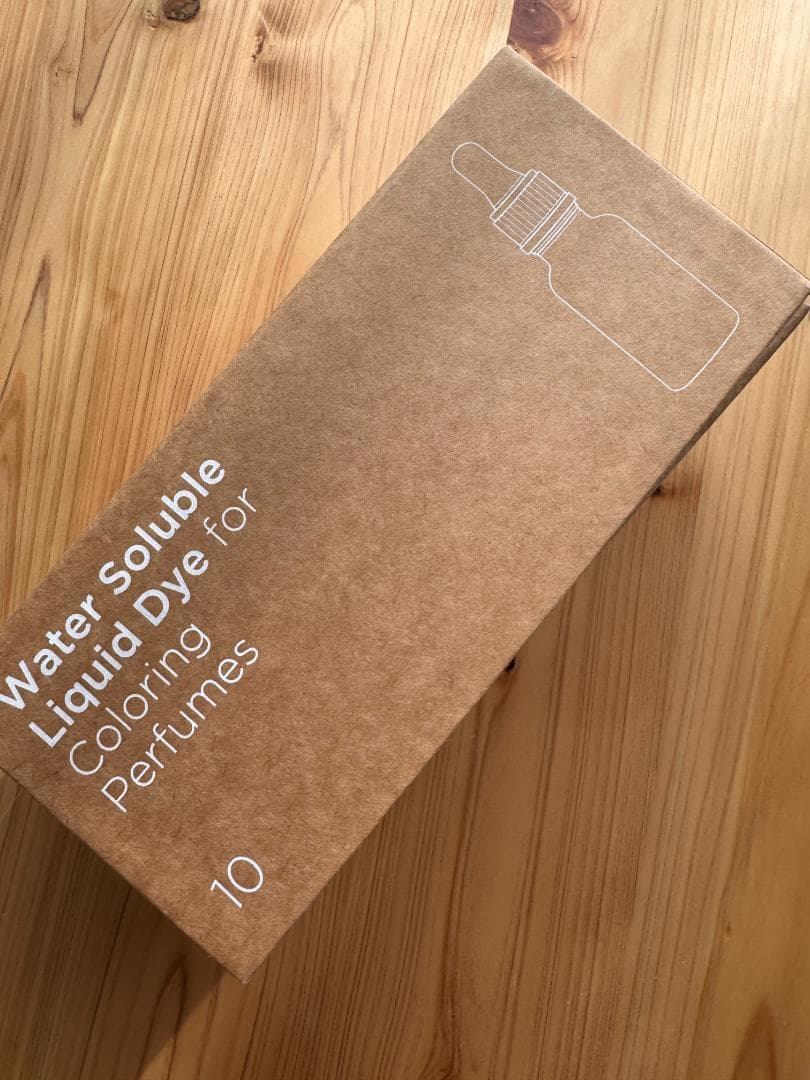 Water Soluble
Liquid Dye for
Coloring
Perfumes
10